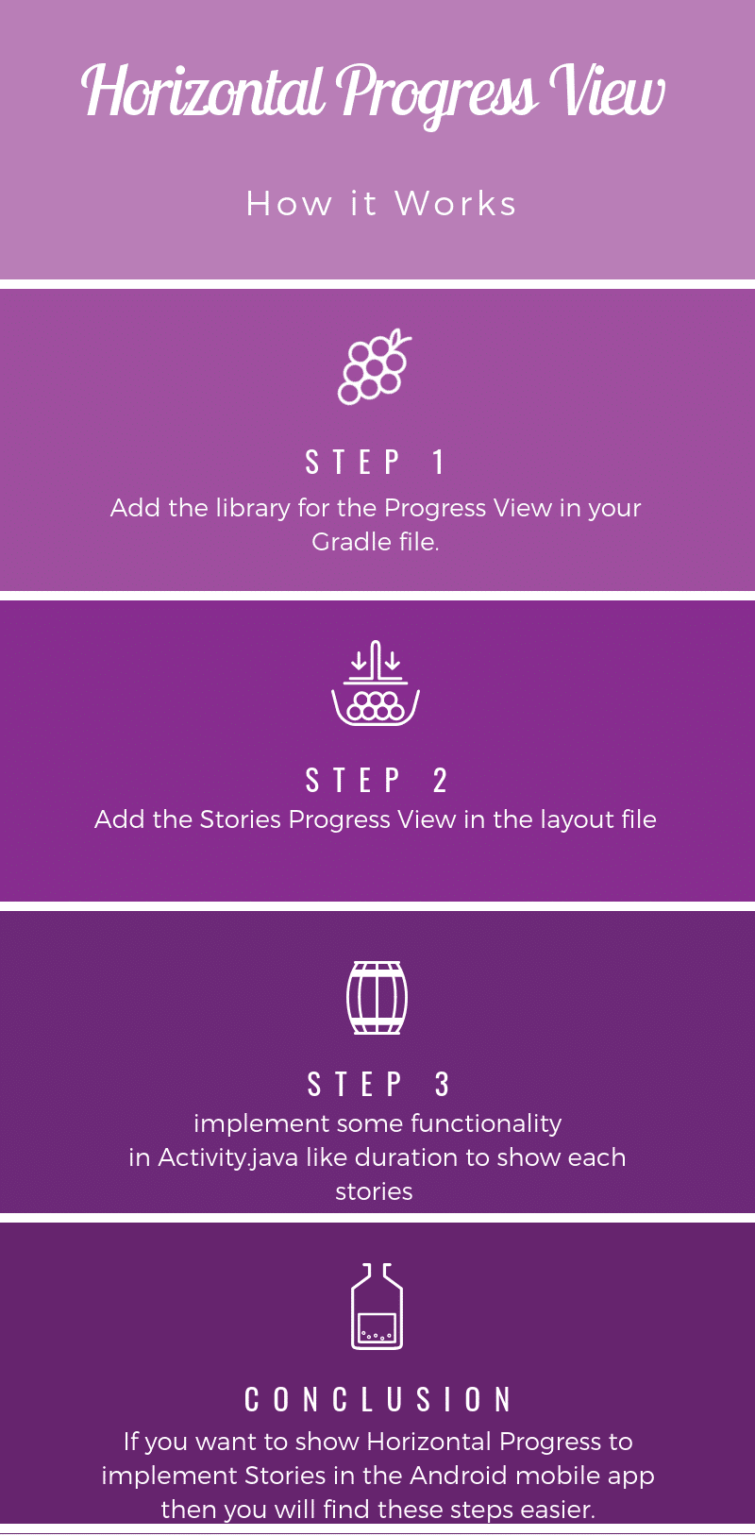 Horizontal Progress View
How it Works
STEP 1
Add the library for the Progress View in your
Gradle file.
STEP 2
Add the Stories Progress View in the layout file
STEP 3
implement some functionality
in Activity.java like duration to show each
stories
CONCLUSION
If you want to show Horizontal Progress to
implement Stories in the Android mobile app
then you will find these steps easier.